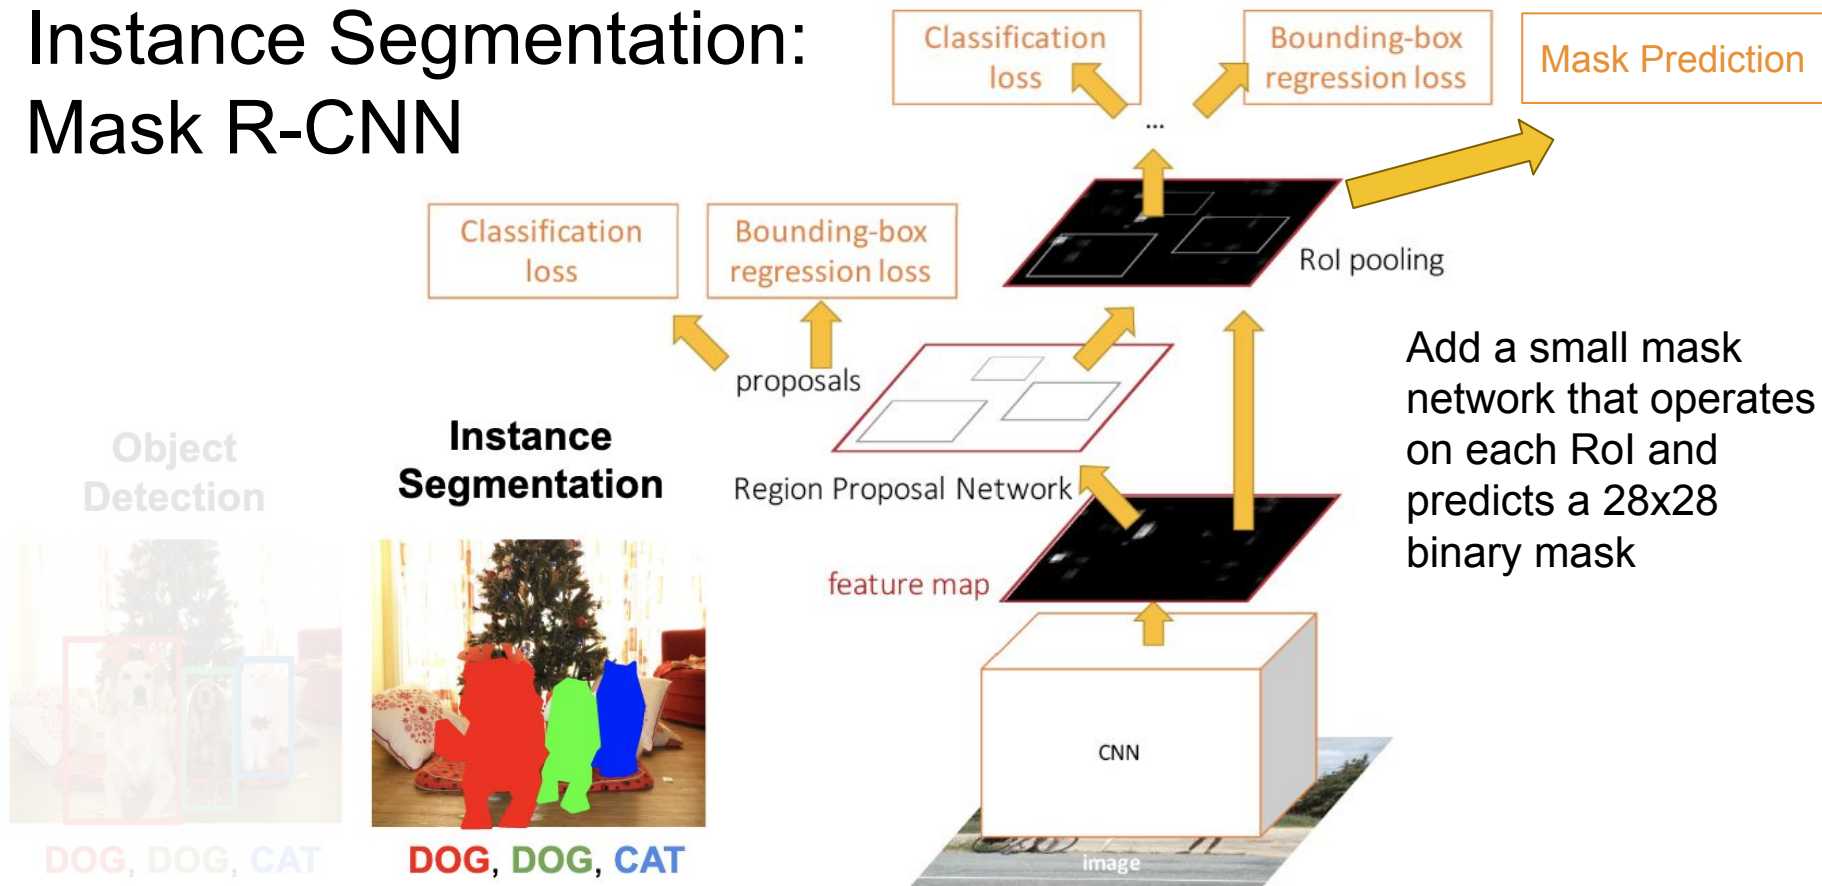 Instance Segmentation:
Mask R-CNN
Classification
loss
Bounding-box
regression loss
Mask Prediction
...
Classification
loss
Bounding-box
regression loss
RoI pooling
proposals
Add a small mask
network that operates
on each RoI and
predicts a 28x28
binary mask
Object
Detection
Instance
Segmentation
Region Proposal Network
feature map
CNN
image
DOG, DOG, CAT
DOG, DOG, CAT